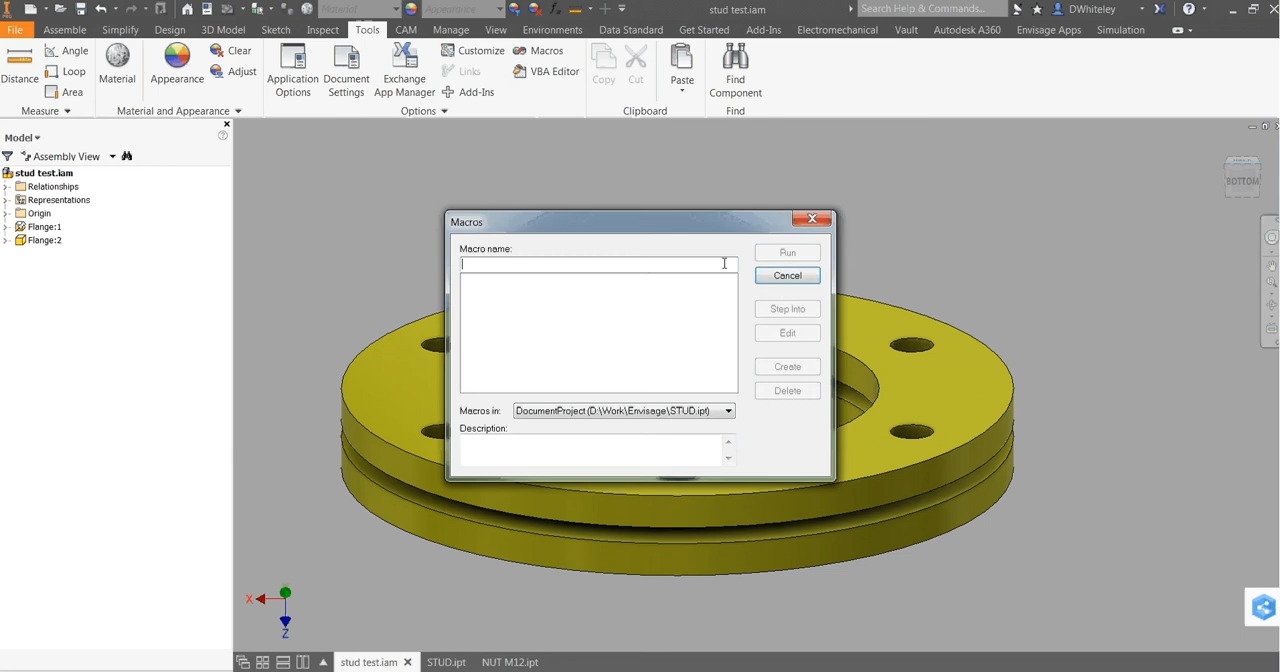 Material
Appearance
stud test.iam
Search Help & Commands...
DWhiteley
PRO
File
Assemble
Simplify
Design
3D Model
Sketch
Inspect
Tools
CAM
Manage
View
Environments
Data Standard
Get Started
Add-Ins
Electromechanical
Vault
Autodesk A360
Envisage Apps
Simulation
Distance
Angle
Loop
Area
Measure
Material
Appearance
Clear
Adjust
Material and Appearance
Application
Options
Document
Settings
Exchange
App Manager
Customize
Links
Add-Ins
Macros
VBA Editor
Options
Copy
Cut
Paste
Clipboard
Find
Component
Find
Model
Assembly View
stud test.iam
Relationships
Representations
Origin
Flange:1
Flange:2
BOTTOM
Macros
Macro name:
Run
Cancel
Step Into
Edit
Create
Delete
Macros in:
DocumentProject (D:\Work\Envisage\STUD.ipt)
Description:
X
Z
stud test.iam
STUD.ipt
NUT M12.ipt